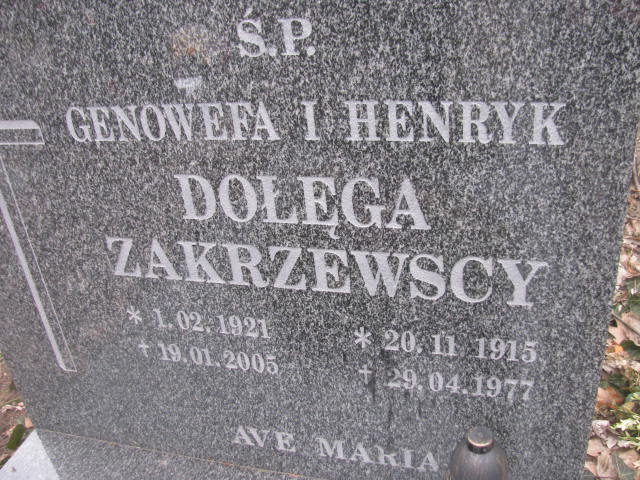 Ś.P.
GENOWEFA I HENRYK
DOŁĘGA
ZAKRZEWSCY
* 1.02.1921 * 20.11 1915
† 19.01.2005 † 29.04.1977
AVE MARIA